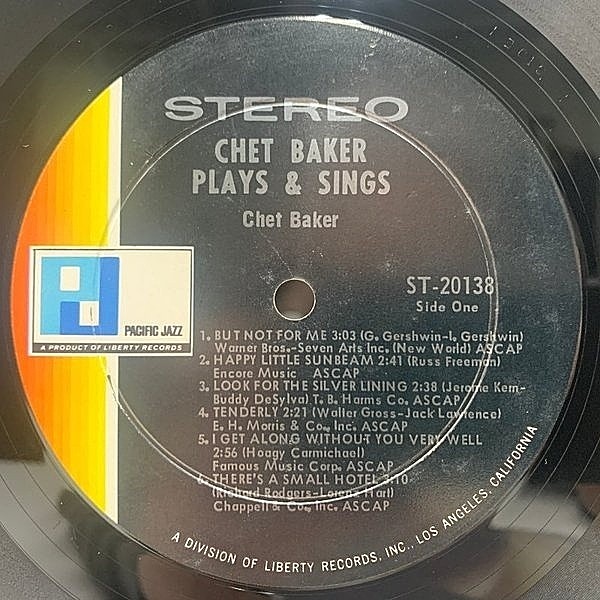 STEREO
CHET BAKER
PLAYS & SINGS
Chet Baker
PJ
PACIFIC JAZZ
A PRODUCT OF LIBERTY RECORDS
ST-20138
Side One
1. BUT NOT FOR ME 3:03 (G. Gershwin-I. Gershwin)
Warner Bros.-Seven Arts Inc. (New World) ASCAP
2. HAPPY LITTLE SUNBEAM 2:41 (Russ Freeman)
Encore Music ASCAP
3. LOOK FOR THE SILVER LINING 2:38 (Jerome Kern-
Buddy DeSylva) T. B. Harms Co. ASCAP
4. TENDERLY 2:21 (Walter Gross-Jack Lawrence)
E. H. Morris & Co., Inc. ASCAP
5. I GET ALONG WITHOUT YOU VERY WELL
2:56 (Hoagy Carmichael)
Famous Music Corp. ASCAP
6. THERE'S A SMALL HOTEL 3:10
(Richard Rodgers-Lorenz Hart)
Chappell & Co., Inc. ASCAP
A DIVISION OF LIBERTY RECORDS, INC., LOS ANGELES, CALIFORNIA